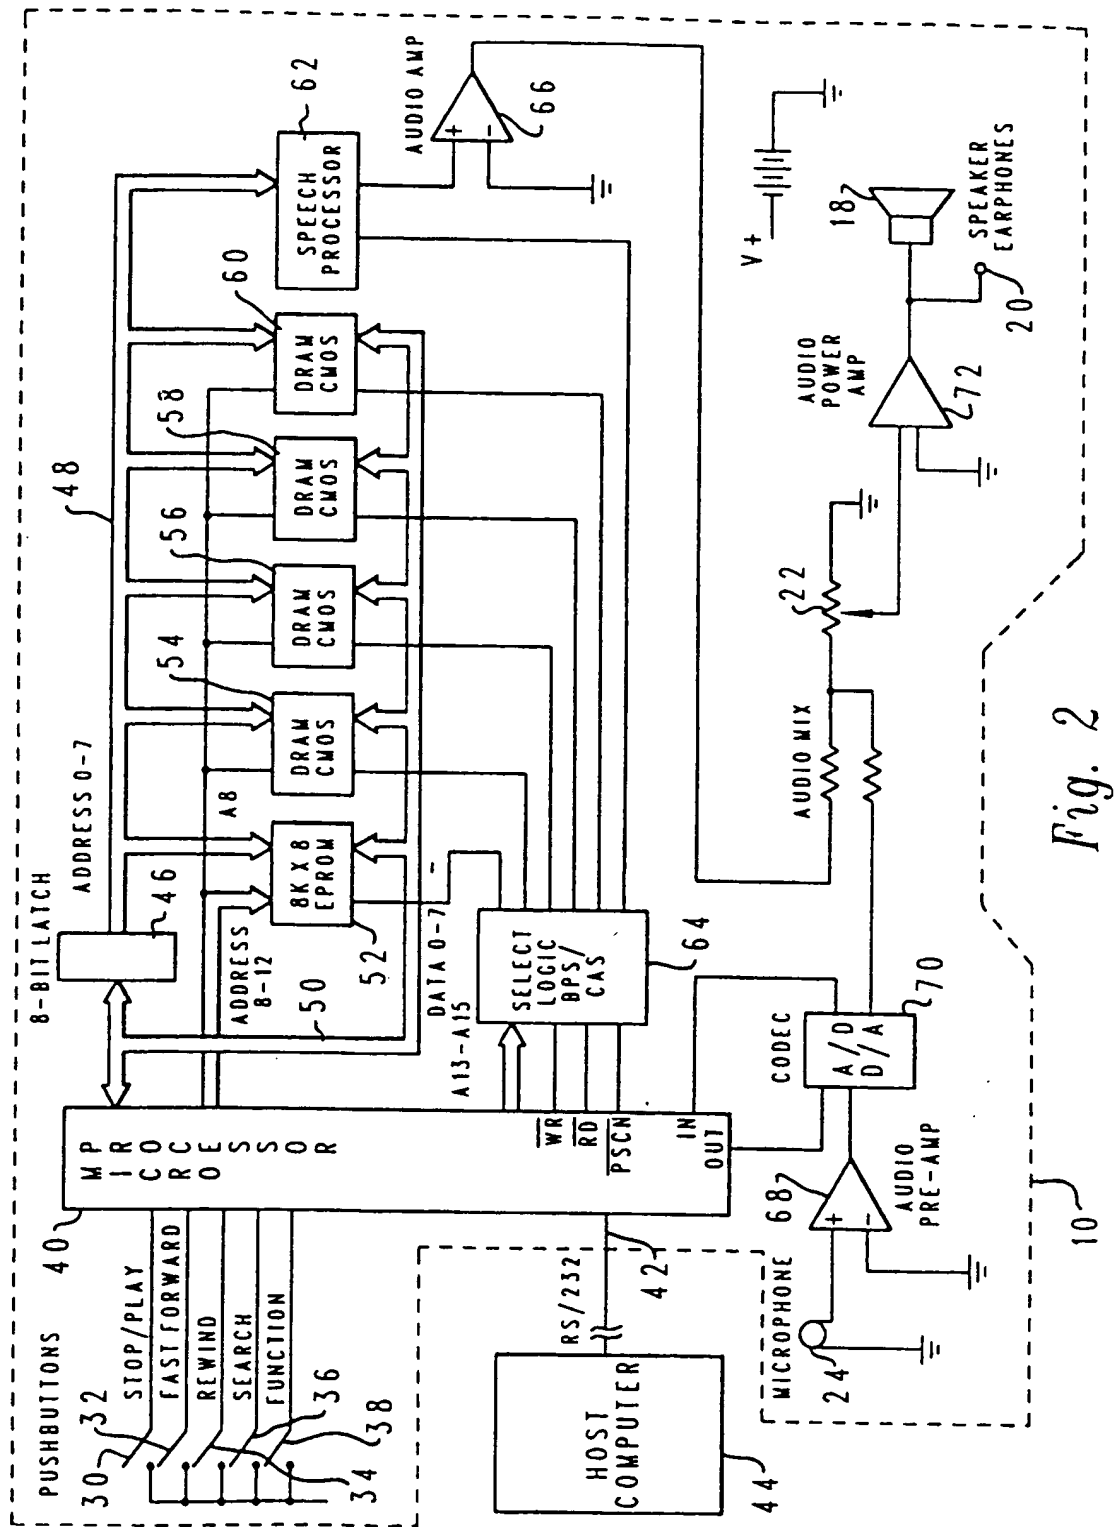 PUSHBUTTONS
30
32
STOP/PLAY
FAST FORWARD
REWIND
SEARCH
FUNCTION
34
36
38
40
MICRO
PROCESSOR
WR
RD
PSCN
IN
OUT
8-BIT LATCH
46
ADDRESS 0-7
48
ADDRESS
8-12
A8
50
52
8K X 8
EPROM
54
DRAM
CMOS
56
DRAM
CMOS
58
DRAM
CMOS
60
DRAM
CMOS
62
SPEECH
PROCESSOR
DATA 0-7
A13-A15
SELECT
LOGIC
BPS/
CAS
64
AUDIO AMP
+
-
66
HOST
COMPUTER
44
RS/232
42
MICROPHONE
24
68
+
-
AUDIO
PRE-AMP
CODEC
A/D
D/A
70
AUDIO MIX
22
AUDIO
POWER
AMP
72
V+
18
SPEAKER
EARPHONES
20
10
Fig. 2